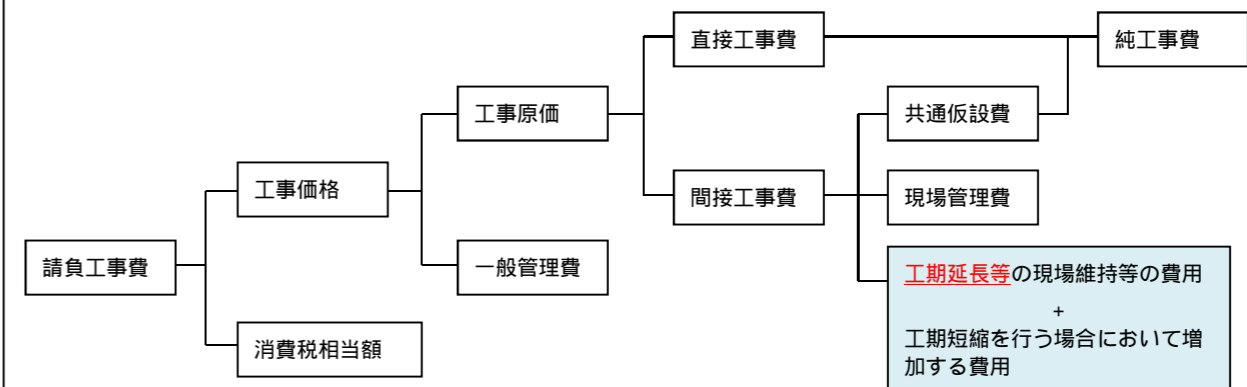 直接工事費
純工事費
工事原価
共通仮設費
工事価格
間接工事費
現場管理費
請負工事費
一般管理費
工期延長等の現場維持等の費用
+
工期短縮を行う場合において増
加する費用
消費税相当額